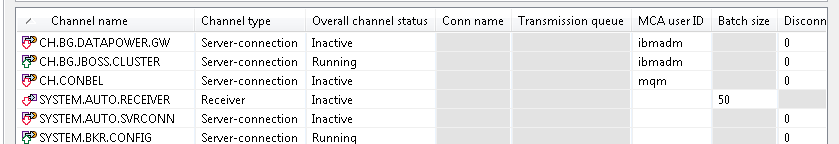 Channel name Channel type Overall channel status Conn name Transmission queue MCA user ID Batch size Disconn
CH.BG.DATAPOWER.GW Server-connection Inactive ibmadm 0
CH.BG.JBOSS.CLUSTER Server-connection Running ibmadm 0
CH.CONBEL Server-connection Inactive mqm 0
SYSTEM.AUTO.RECEIVER Receiver Inactive 50
SYSTEM.AUTO.SVRCONN Server-connection Inactive 0
SYSTEM.BKR.CONFIG Server-connection Running 0